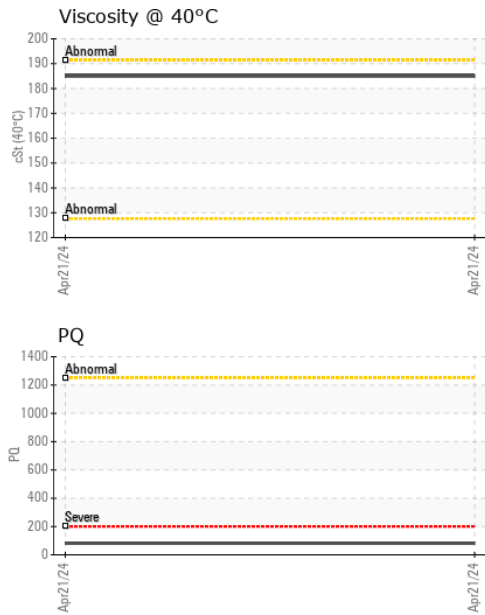 Viscosity @ 40°C
200
Abnormal
190
180
170
160
150
140
Abnormal
130
120
cSt (40°C)
Apr21/24
Apr21/24
PQ
1400
Abnormal
1200
1000
800
600
400
Severe
200
0
PQ
Apr21/24
Apr21/24